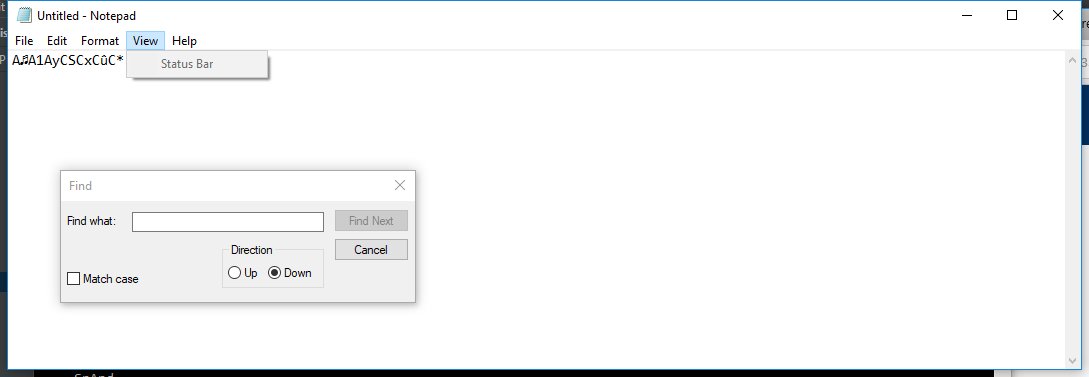 Untitled - Notepad
File Edit Format View Help
A♫A1AyCSCxCûC*
Status Bar
Find
Find what:
Find Next
Direction
Cancel
Up Down
Match case